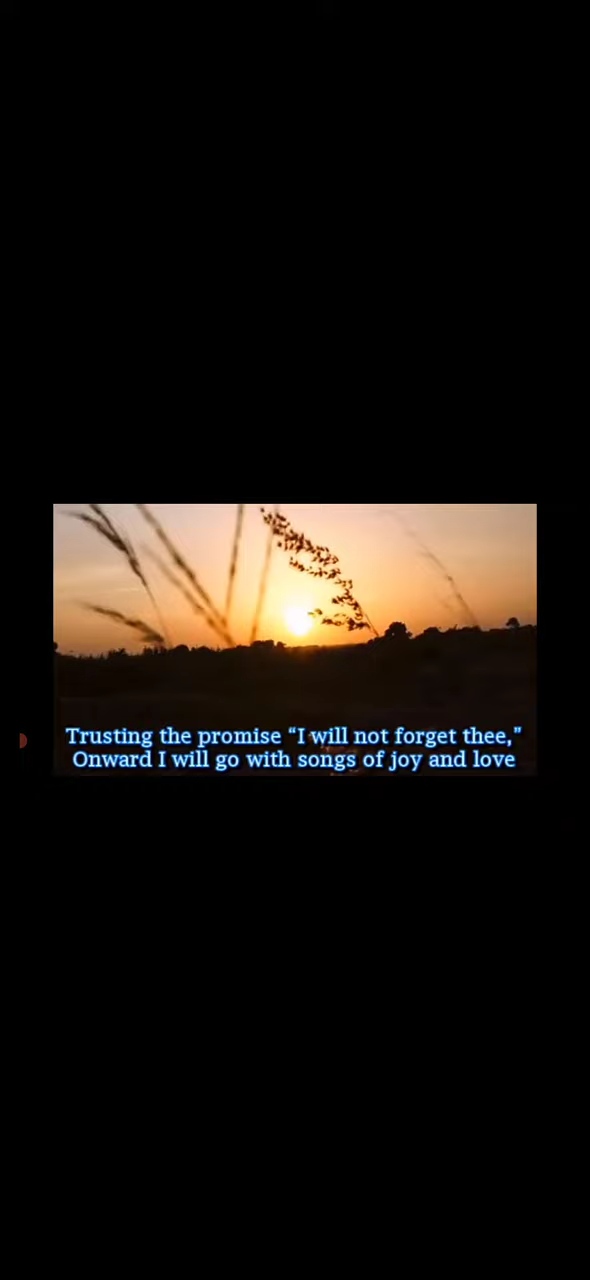 Trusting the promise “I will not forget thee,”
Onward I will go with songs of joy and love